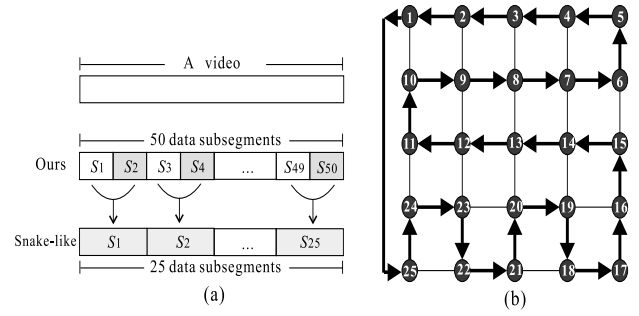 A video
50 data subsegments
Ours S1 S2 S3 S4 ... S49 S50
Snake-like S1 S2 ... S25
25 data subsegments
(a)
1 2 3 4 5
10 9 8 7 6
11 12 13 14 15
24 23 20 19 16
25 22 21 18 17
(b)